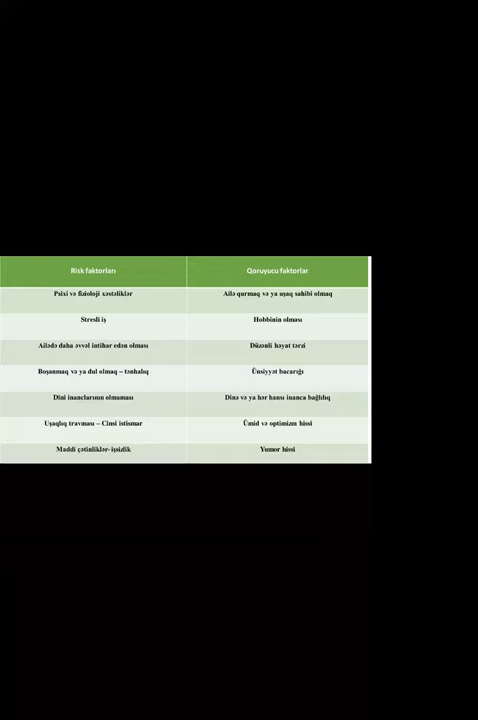 Risk faktorları
Qoruyucu faktorlar
Psixi və fizioloji xəstəliklər
Ailə qurmaq və ya uşaq sahibi olmaq
Stresli iş
Hobbinin olması
Ailədə daha əvvəl intihar edən olması
Düzənli həyat tərzi
Boşanmaq və ya dul olmaq – tənhalıq
Ünsiyyət bacarığı
Dini inanclarının olmaması
Dinə və ya hər hansı inanca bağlılıq
Uşaqlıq travması – Cinsi istismar
Ümid və optimizm hissi
Maddi çətinliklər- işsizlik
Yumor hissi